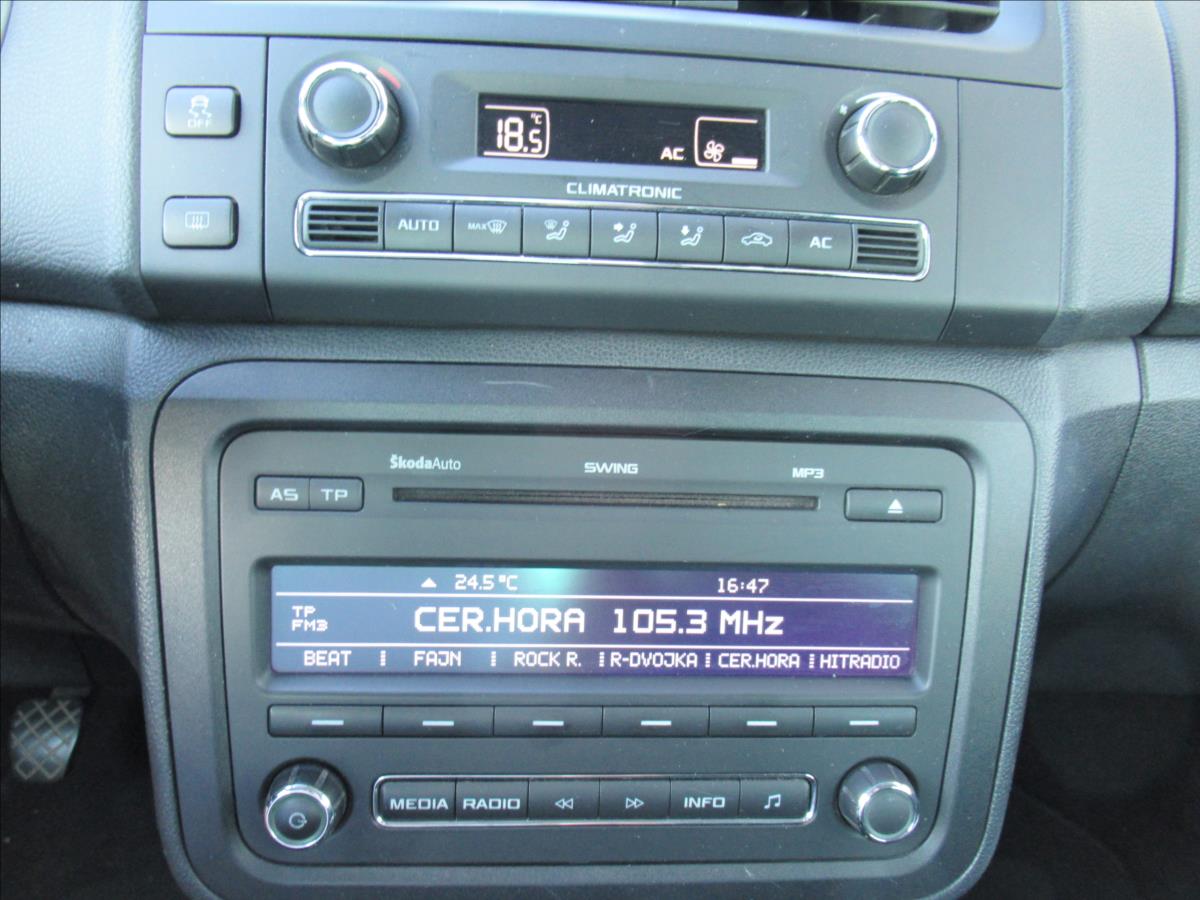 OFF
18.5 °C
AC
CLIMATRONIC
AUTO MAX AC
ŠkodaAuto SWING MP3
AS TP
24.5 °C 16:47
TP
FM3
CER.HORA 105.3 MHz
BEAT FAJN ROCK R. R-DVOJKA CER.HORA HITRADIO
MEDIA RADIO INFO